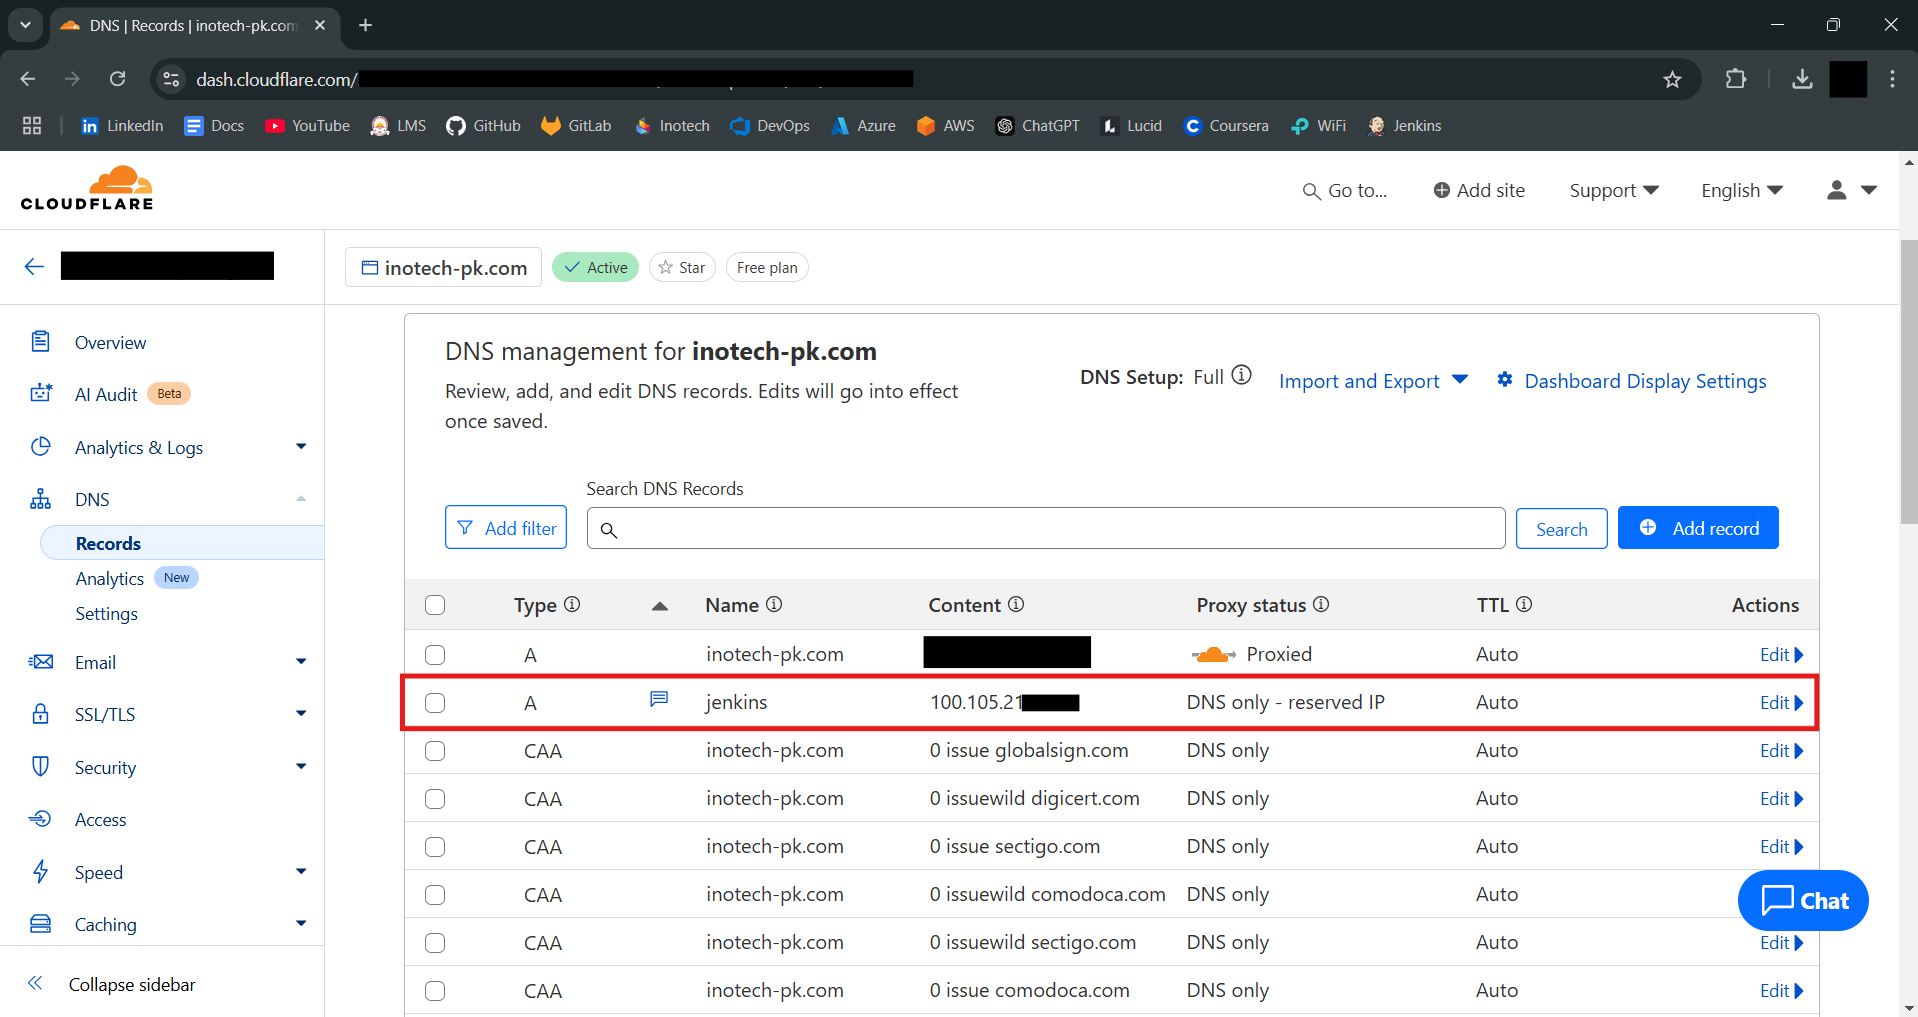 DNS | Records | inotech-pk.com
dash.cloudflare.com/
LinkedIn Docs YouTube LMS GitHub GitLab Inotech DevOps Azure AWS ChatGPT Lucid Coursera WiFi Jenkins
CLOUDFLARE
Go to... Add site Support English
inotech-pk.com Active Star Free plan
Overview
AI Audit Beta
Analytics & Logs
DNS
Records
Analytics New
Settings
Email
SSL/TLS
Security
Access
Speed
Caching
Collapse sidebar
DNS management for inotech-pk.com
Review, add, and edit DNS records. Edits will go into effect
once saved.
DNS Setup: Full Import and Export Dashboard Display Settings
Search DNS Records
Add filter Search Add record
Type Name Content Proxy status TTL Actions
A inotech-pk.com Proxied Auto Edit
A jenkins 100.105.21 DNS only - reserved IP Auto Edit
CAA inotech-pk.com 0 issue globalsign.com DNS only Auto Edit
CAA inotech-pk.com 0 issuewild digicert.com DNS only Auto Edit
CAA inotech-pk.com 0 issue sectigo.com DNS only Auto Edit
CAA inotech-pk.com 0 issuewild comodoca.com DNS only Auto
Chat
CAA inotech-pk.com 0 issuewild sectigo.com DNS only Auto Edit
CAA inotech-pk.com 0 issue comodoca.com DNS only Auto Edit